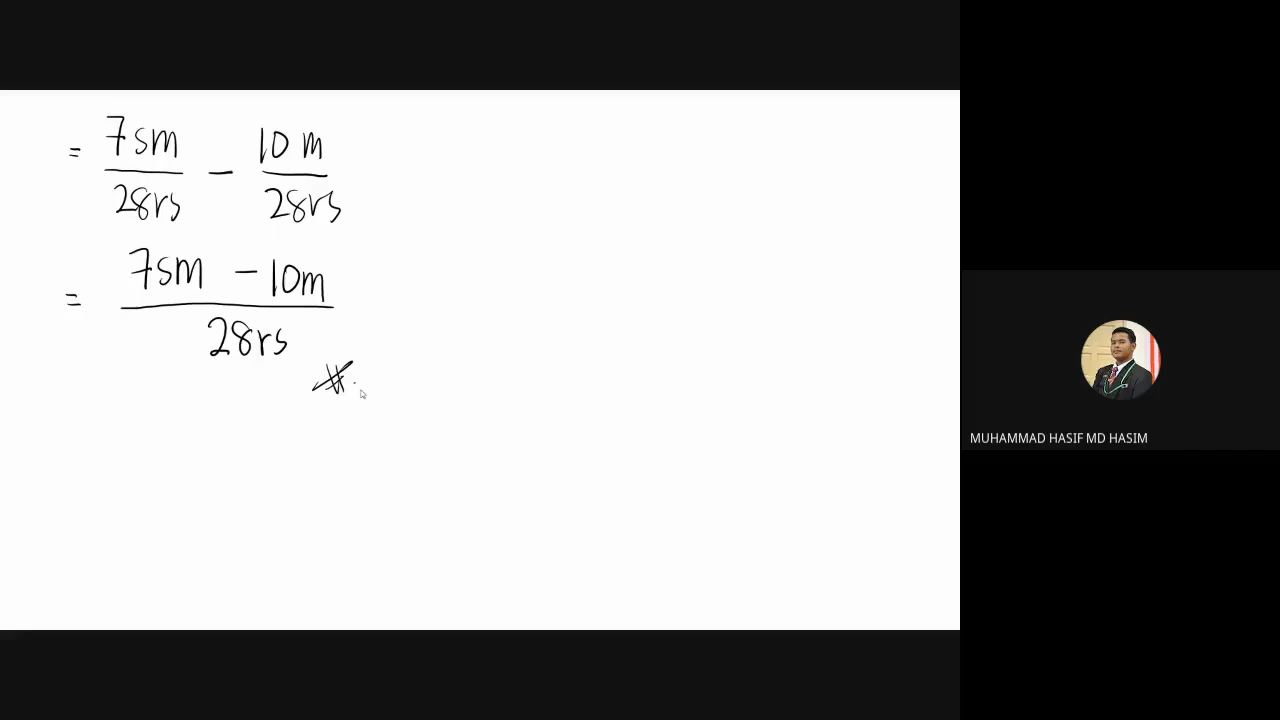 = 7sm/28rs − 10m/28rs
= 7sm − 10m/28rs
#
MUHAMMAD HASIF MD HASIM